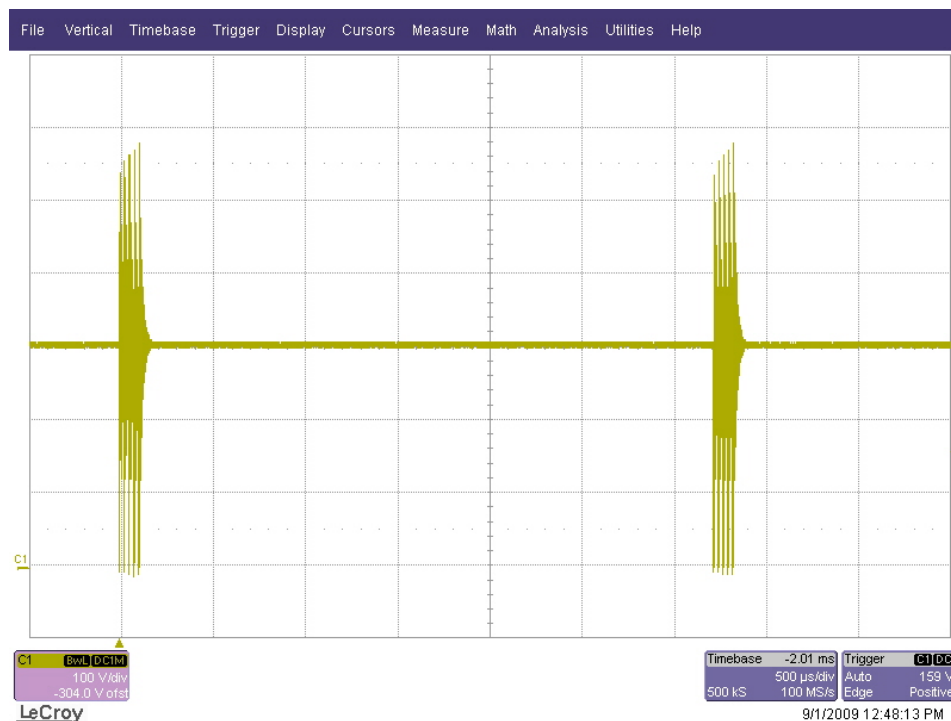 File Vertical Timebase Trigger Display Cursors Measure Math Analysis Utilities Help
C1
C1 BwL DC1M
100 V/div
-304.0 V ofst
Timebase -2.01 ms
500 µs/div
500 kS 100 MS/s
Trigger C1 DC
Auto 159 V
Edge Positive
LeCroy
9/1/2009 12:48:13 PM